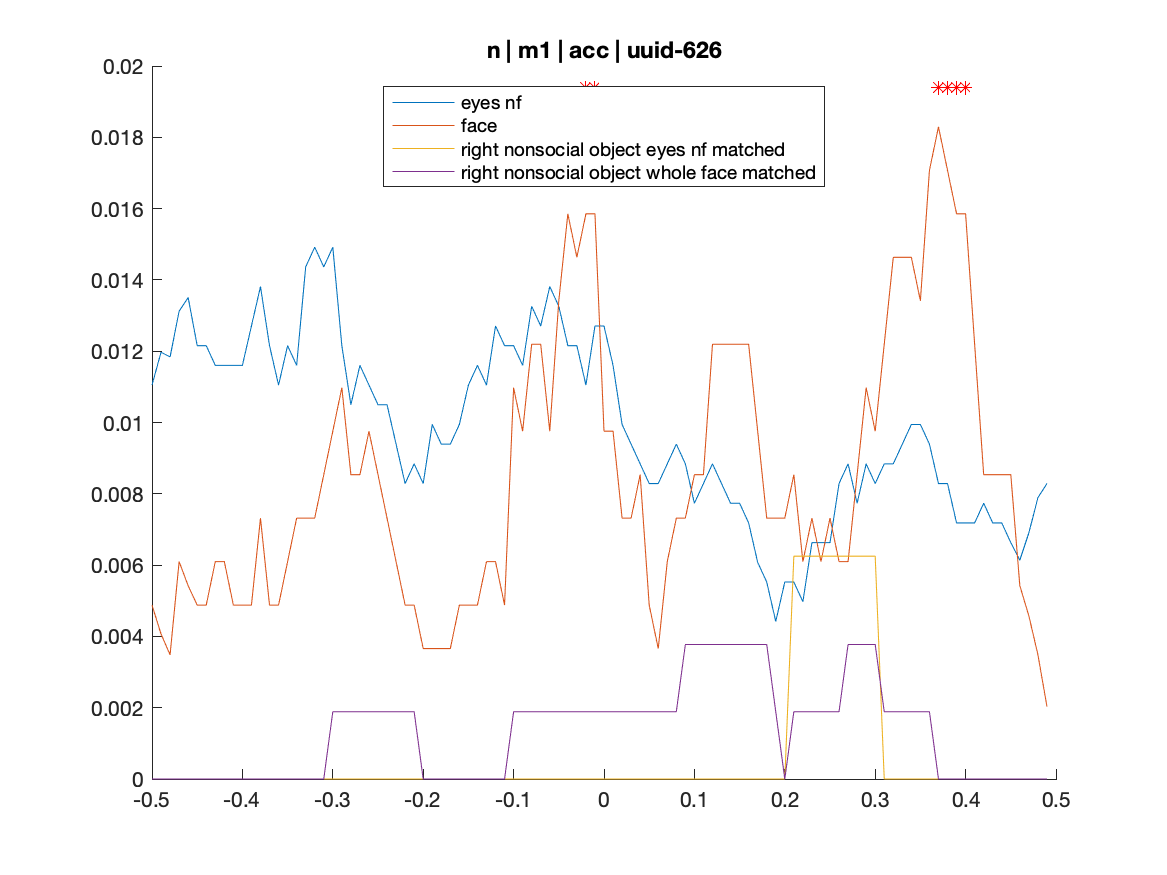 n | m1 | acc | uuid-626
0.02
0.018
0.016
0.014
0.012
0.01
0.008
0.006
0.004
0.002
0
eyes nf
face
right nonsocial object eyes nf matched
right nonsocial object whole face matched
-0.5 -0.4 -0.3 -0.2 -0.1 0 0.1 0.2 0.3 0.4 0.5